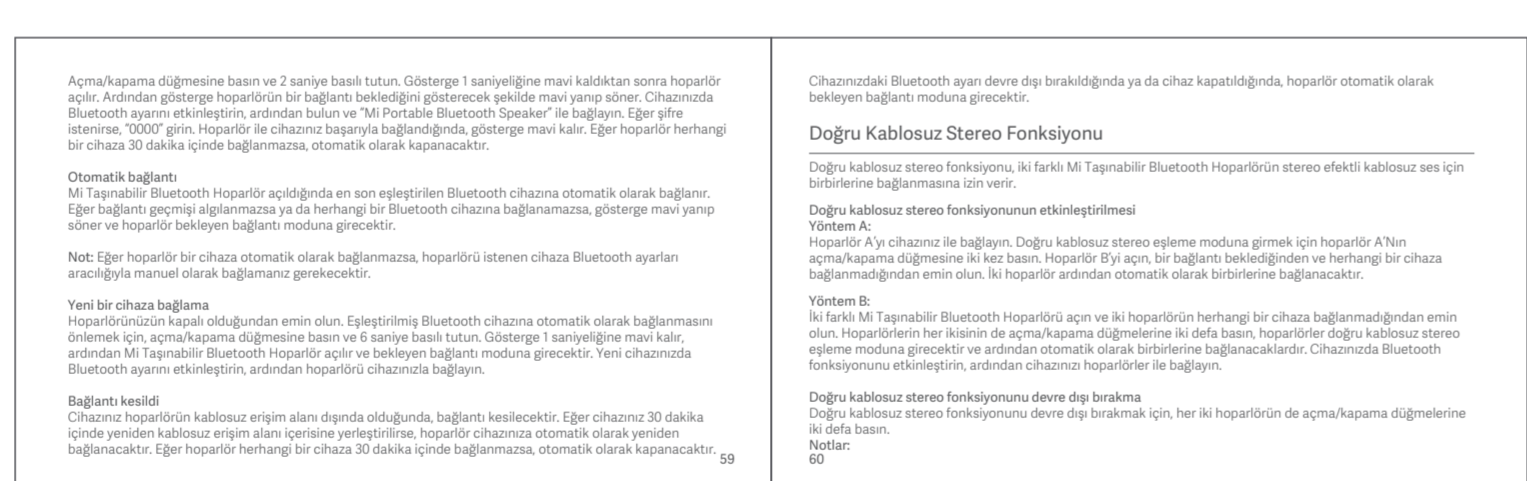 Açma/kapama düğmesine basın ve 2 saniye basılı tutun. Gösterge 1 saniyeliğine mavi kaldıktan sonra hoparlör
açılır. Ardından gösterge hoparlörün bir bağlantı beklediğini gösterecek şekilde mavi yanıp söner. Cihazınızda
Bluetooth ayarını etkinleştirin, ardından bulun ve “Mi Portable Bluetooth Speaker” ile bağlayın. Eğer şifre
istenirse, “0000” girin. Hoparlör ile cihazınız başarıyla bağlandığında, gösterge mavi kalır. Eğer hoparlör herhangi
bir cihaza 30 dakika içinde bağlanmazsa, otomatik olarak kapanacaktır.
Otomatik bağlantı
Mi Taşınabilir Bluetooth Hoparlör açıldığında en son eşleştirilen Bluetooth cihazına otomatik olarak bağlanır.
Eğer bağlantı geçmişi algılanmazsa ya da herhangi bir Bluetooth cihazına bağlanamazsa, gösterge mavi yanıp
söner ve hoparlör bekleyen bağlantı moduna girecektir.
Not: Eğer hoparlör bir cihaza otomatik olarak bağlanmazsa, hoparlörü istenen cihaza Bluetooth ayarları
aracılığıyla manuel olarak bağlamanız gerekecektir.
Yeni bir cihaza bağlama
Hoparlörünüzün kapalı olduğundan emin olun. Eşleştirilmiş Bluetooth cihazına otomatik olarak bağlanmasını
önlemek için, açma/kapama düğmesine basın ve 6 saniye basılı tutun. Gösterge 1 saniyeliğine mavi kalır,
ardından Mi Taşınabilir Bluetooth Hoparlör açılır ve bekleyen bağlantı moduna girecektir. Yeni cihazınızda
Bluetooth ayarını etkinleştirin, ardından hoparlörü cihazınızla bağlayın.
Bağlantı kesildi
Cihazınız hoparlörün kablosuz erişim alanı dışında olduğunda, bağlantı kesilecektir. Eğer cihazınız 30 dakika
içinde yeniden kablosuz erişim alanı içerisine yerleştirilirse, hoparlör cihazınıza otomatik olarak yeniden
bağlanacaktır. Eğer hoparlör herhangi bir cihaza 30 dakika içinde bağlanmazsa, otomatik olarak kapanacaktır.
59
Cihazınızdaki Bluetooth ayarı devre dışı bırakıldığında ya da cihaz kapatıldığında, hoparlör otomatik olarak
bekleyen bağlantı moduna girecektir.
Doğru Kablosuz Stereo Fonksiyonu
Doğru kablosuz stereo fonksiyonu, iki farklı Mi Taşınabilir Bluetooth Hoparlörün stereo efektli kablosuz ses için
birbirlerine bağlanmasına izin verir.
Doğru kablosuz stereo fonksiyonunun etkinleştirilmesi
Yöntem A:
Hoparlör A’yı cihazınız ile bağlayın. Doğru kablosuz stereo eşleme moduna girmek için hoparlör A’Nın
açma/kapama düğmesine iki kez basın. Hoparlör B’yi açın, bir bağlantı beklediğinden ve herhangi bir cihaza
bağlanmadığından emin olun. İki hoparlör ardından otomatik olarak birbirlerine bağlanacaktır.
Yöntem B:
İki farklı Mi Taşınabilir Bluetooth Hoparlörü açın ve iki hoparlörün herhangi bir cihaza bağlanmadığından emin
olun. Hoparlörlerin her ikisinin de açma/kapama düğmelerine iki defa basın, hoparlörler doğru kablosuz stereo
eşleme moduna girecektir ve ardından otomatik olarak birbirlerine bağlanacaklardır. Cihazınızda Bluetooth
fonksiyonunu etkinleştirin, ardından cihazınızı hoparlörler ile bağlayın.
Doğru kablosuz stereo fonksiyonunu devre dışı bırakma
Doğru kablosuz stereo fonksiyonunu devre dışı bırakmak için, her iki hoparlörün de açma/kapama düğmelerine
iki defa basın.
Notlar:
60